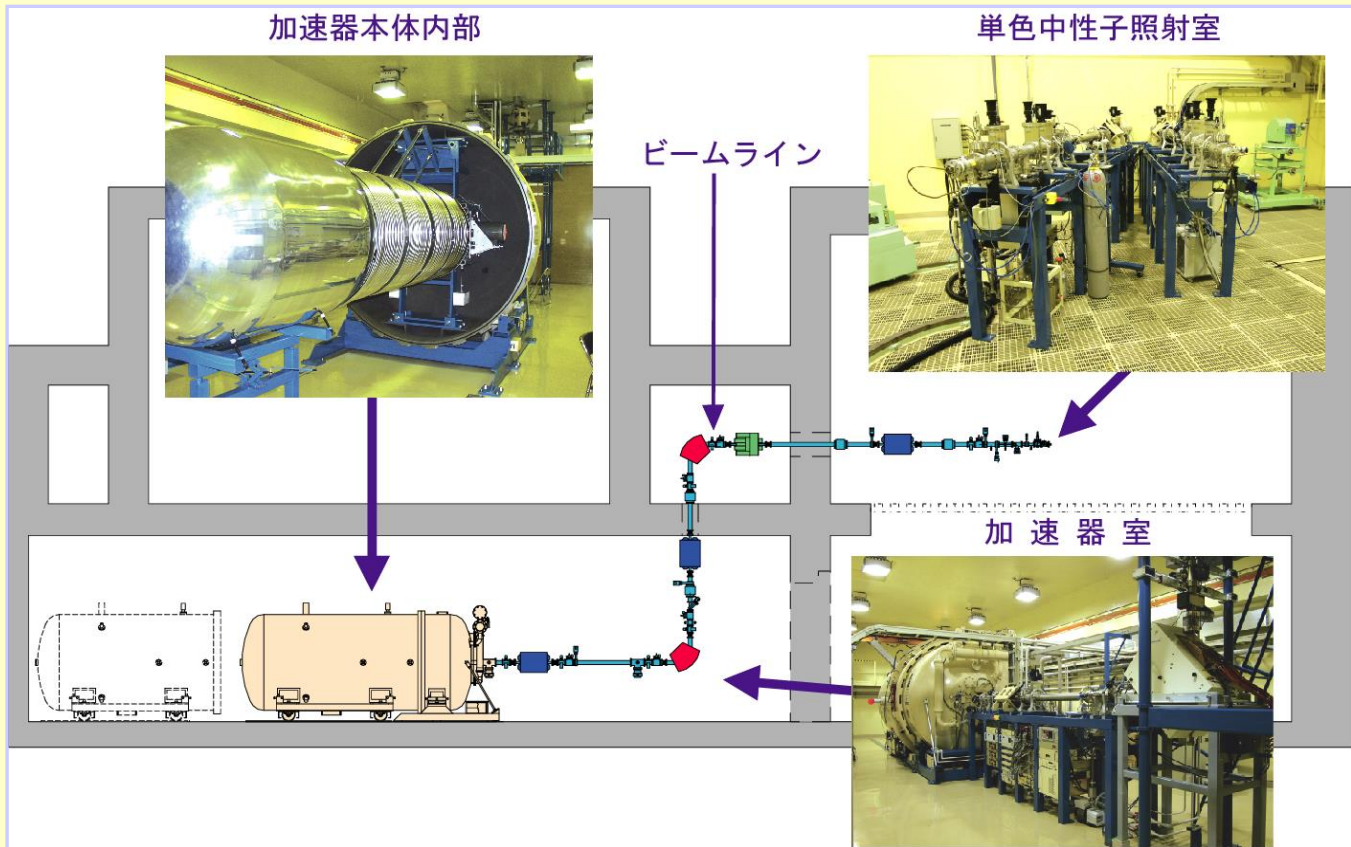 加速器本体内部
単色中性子照射室
ビームライン
加速器室